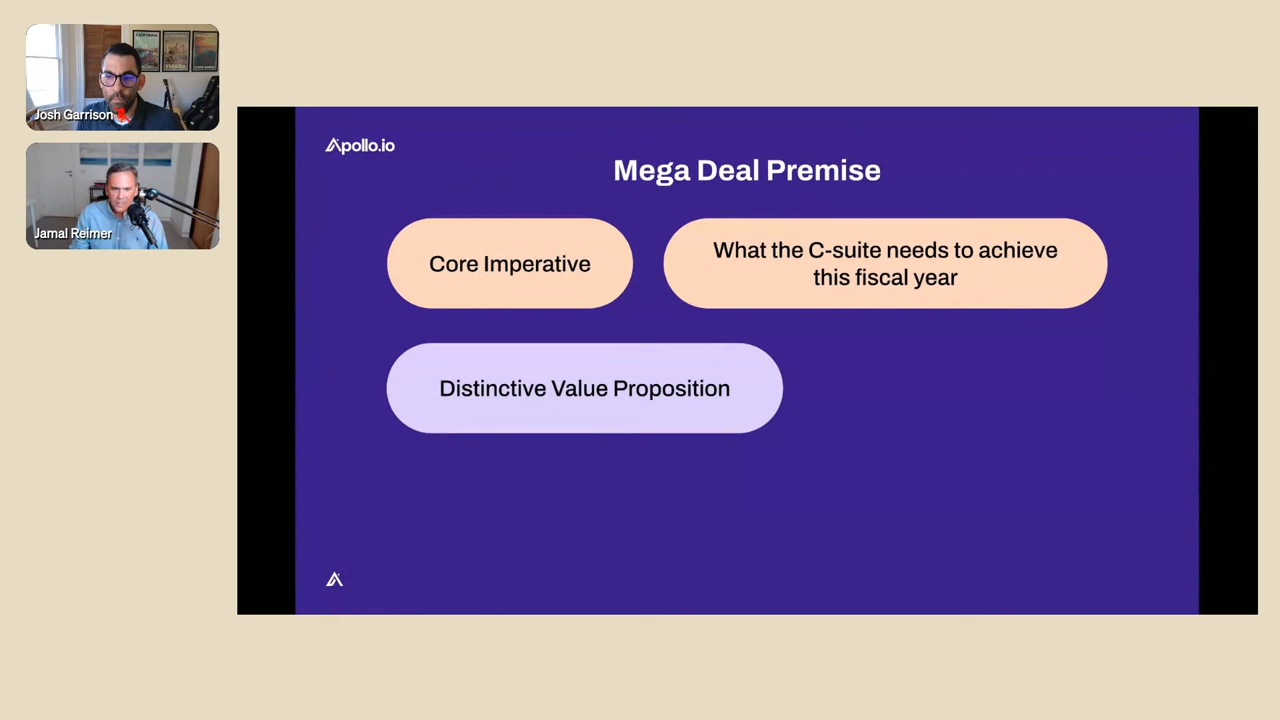 Josh Garrison
Jamal Reimer
Apollo.io
Mega Deal Premise
Core Imperative
What the C-suite needs to achieve
this fiscal year
Distinctive Value Proposition